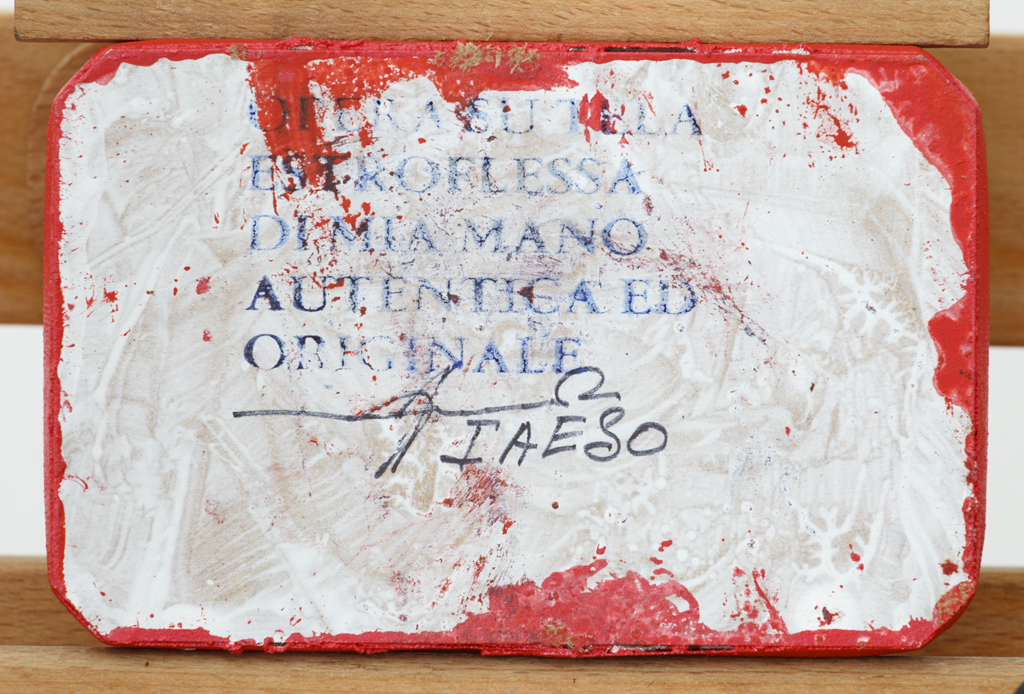 OPERA SU TELA
ESTROFLESSA
DI MIA MANO
AUTENTICA ED
ORIGINALE
IAESO